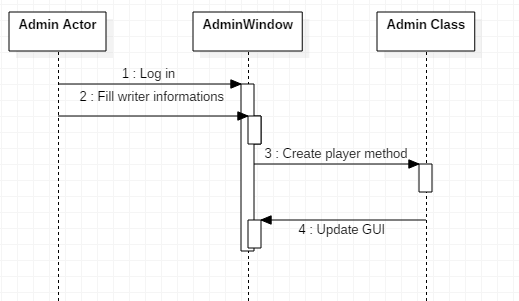 Admin Actor
AdminWindow
Admin Class
1 : Log in
2 : Fill writer informations
3 : Create player method
4 : Update GUI